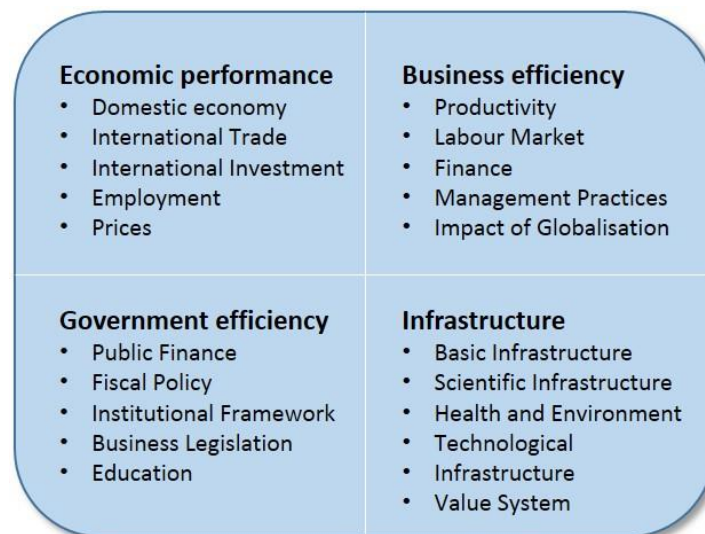 Economic performance
• Domestic economy
• International Trade
• International Investment
• Employment
• Prices
Business efficiency
• Productivity
• Labour Market
• Finance
• Management Practices
• Impact of Globalisation
Government efficiency
• Public Finance
• Fiscal Policy
• Institutional Framework
• Business Legislation
• Education
Infrastructure
• Basic Infrastructure
• Scientific Infrastructure
• Health and Environment
• Technological
• Infrastructure
• Value System